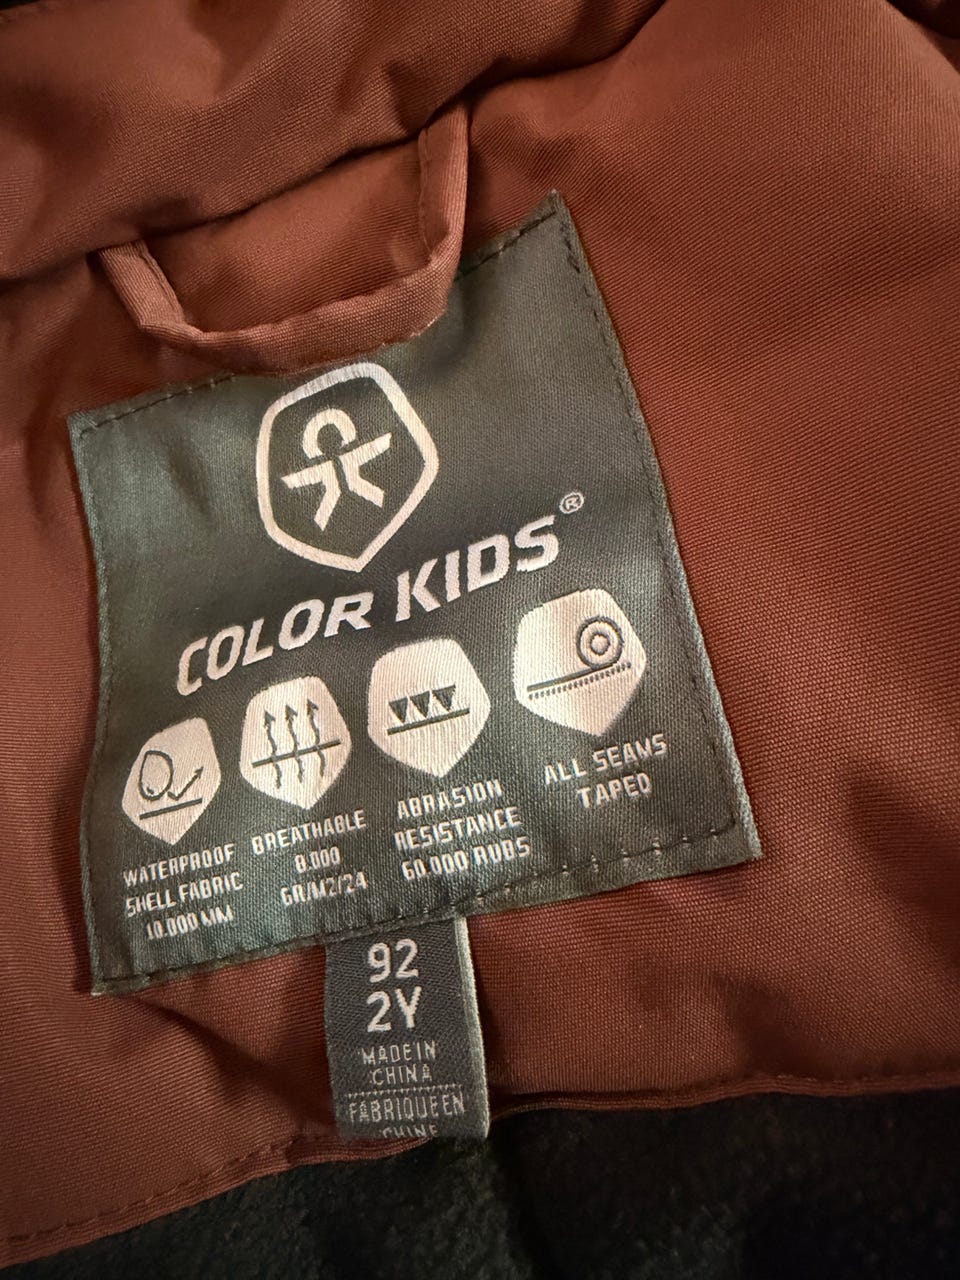 COLOR KIDS®
WATERPROOF
SHELL FABRIC
10.000 MM
BREATHABLE
8.000
GR/M2/24
ABRASION
RESISTANCE
60.000 RUBS
ALL SEAMS
TAPED
92
2Y
MADE IN
CHINA
FABRIQUE EN
CHINE